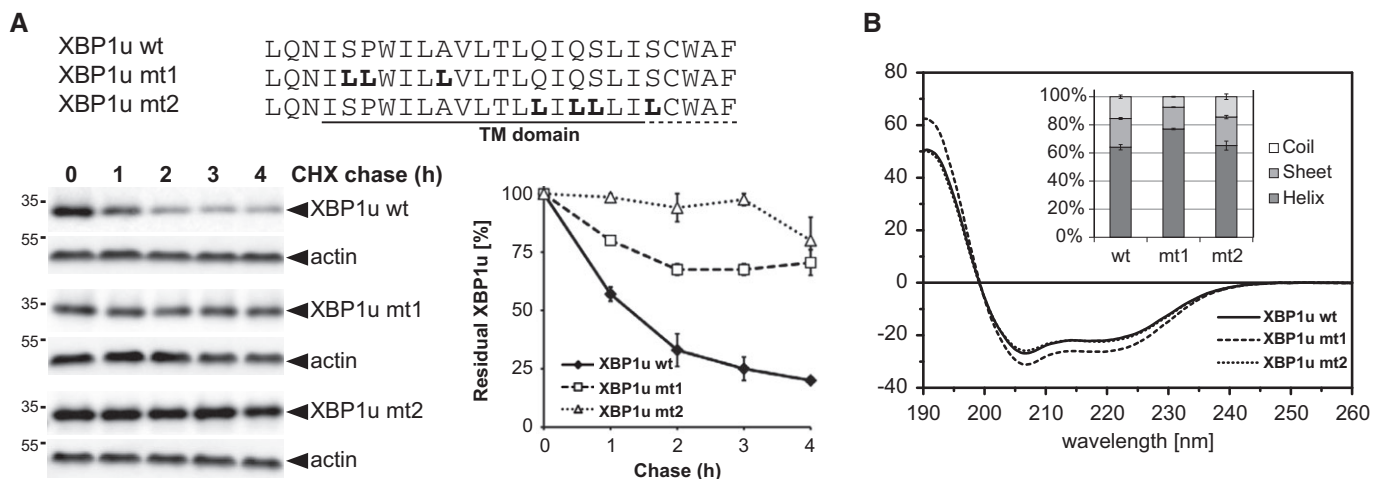 A
XBP1u wt LQNISPWILAVLTLQIQSLISCWAF
XBP1u mt1 LQNILLWILLVLTLQIQSLISCWAF
XBP1u mt2 LQNISPWILAVLTLLILLLILCWAF
TM domain
0 1 2 3 4 CHX chase (h)
35
XBP1u wt
55
actin
35
XBP1u mt1
55
actin
35
XBP1u mt2
55
actin
Residual XBP1u [%]
100
75
50
25
0
XBP1u wt
XBP1u mt1
XBP1u mt2
0 1 2 3 4
Chase (h)
B
80
60
40
20
0
-20
-40
100%
80%
60%
40%
20%
0%
wt mt1 mt2
Coil
Sheet
Helix
XBP1u wt
XBP1u mt1
XBP1u mt2
190 200 210 220 230 240 250 260
wavelength [nm]